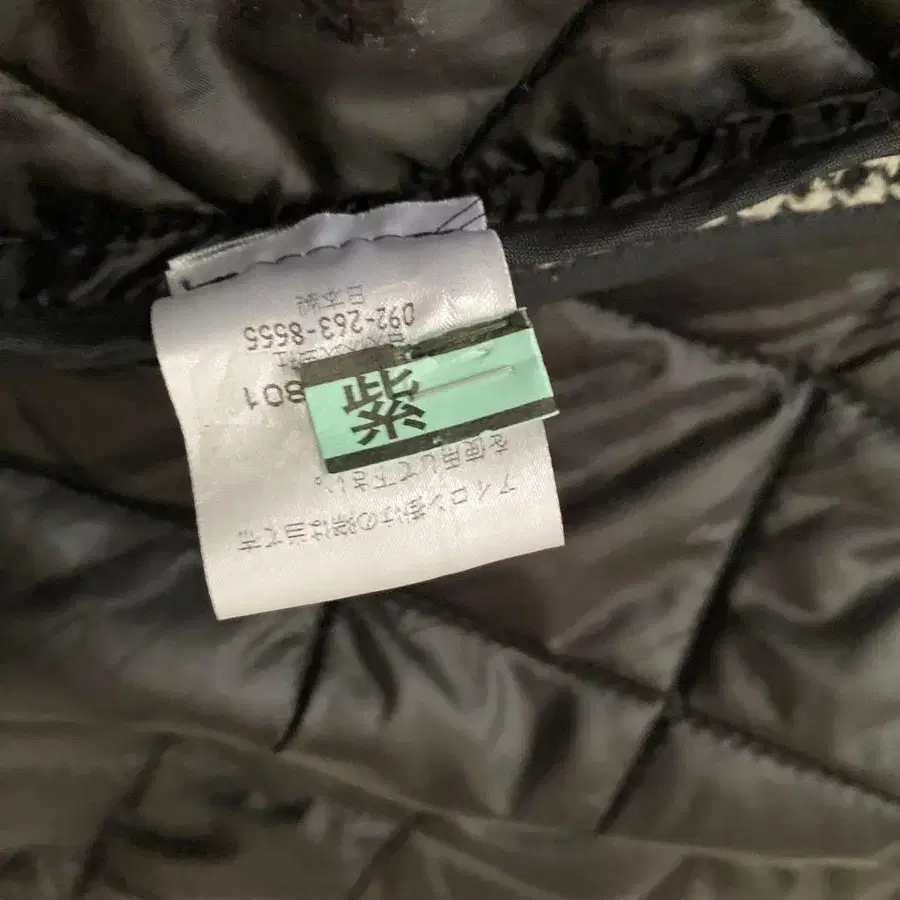 アイロン掛けの際は当て布
を使用して下さい。
092-263-8555
日本製
紫